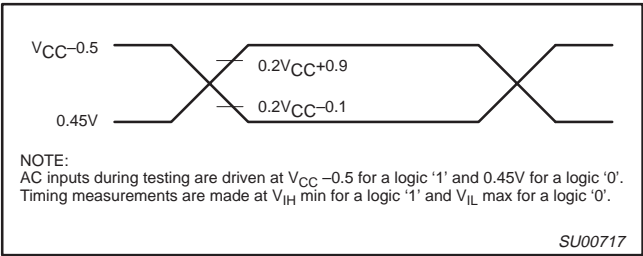 VCC–0.5
0.2VCC+0.9
0.2VCC–0.1
0.45V
NOTE:
AC inputs during testing are driven at VCC –0.5 for a logic ‘1’ and 0.45V for a logic ‘0’.
Timing measurements are made at VIH min for a logic ‘1’ and VIL max for a logic ‘0’.
SU00717